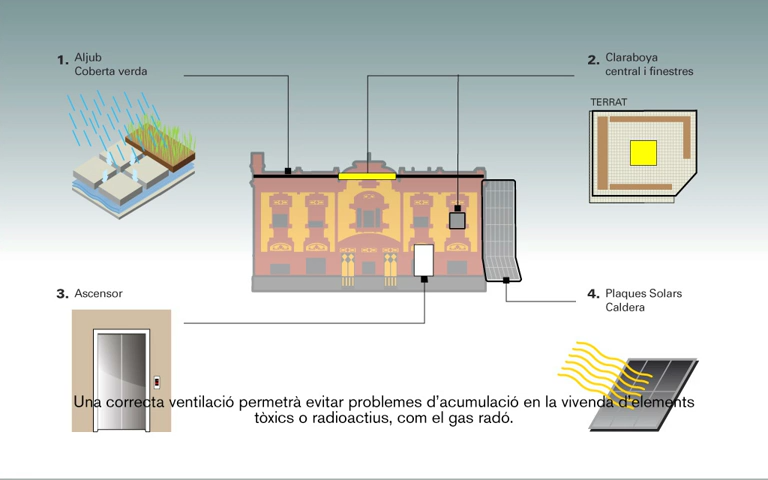 1. Aljub
Coberta verda
2. Claraboya
central i finestres
TERRAT
3. Ascensor
4. Plaques Solars
Caldera
Una correcta ventilació permetrà evitar problemes d'acumulació en la vivenda d'elements
tòxics o radioactius, com el gas radó.